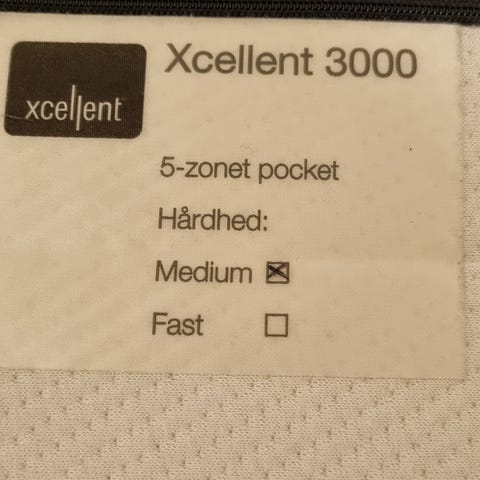 xcellent
Xcellent 3000
5-zonet pocket
Hårdhed:
Medium ☒
Fast ☐